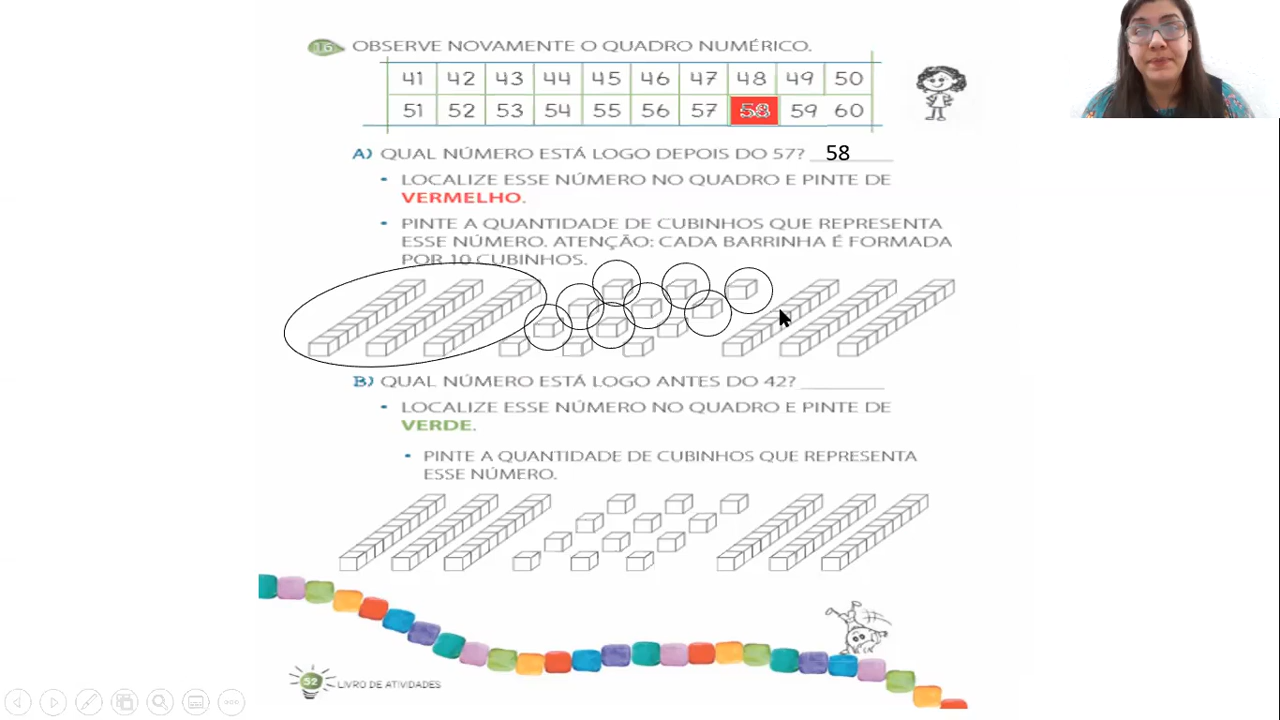 16 OBSERVE NOVAMENTE O QUADRO NUMÉRICO.
41 42 43 44 45 46 47 48 49 50
51 52 53 54 55 56 57 58 59 60
A) QUAL NÚMERO ESTÁ LOGO DEPOIS DO 57? 58
• LOCALIZE ESSE NÚMERO NO QUADRO E PINTE DE
VERMELHO.
• PINTE A QUANTIDADE DE CUBINHOS QUE REPRESENTA
ESSE NÚMERO. ATENÇÃO: CADA BARRINHA É FORMADA
POR 10 CUBINHOS.
B) QUAL NÚMERO ESTÁ LOGO ANTES DO 42? ________
• LOCALIZE ESSE NÚMERO NO QUADRO E PINTE DE
VERDE.
• PINTE A QUANTIDADE DE CUBINHOS QUE REPRESENTA
ESSE NÚMERO.
52 LIVRO DE ATIVIDADES